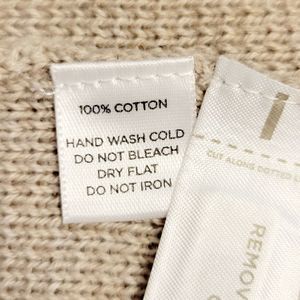 100% COTTON
HAND WASH COLD
DO NOT BLEACH
DRY FLAT
DO NOT IRON
CUT ALONG DOTTED
REMOV